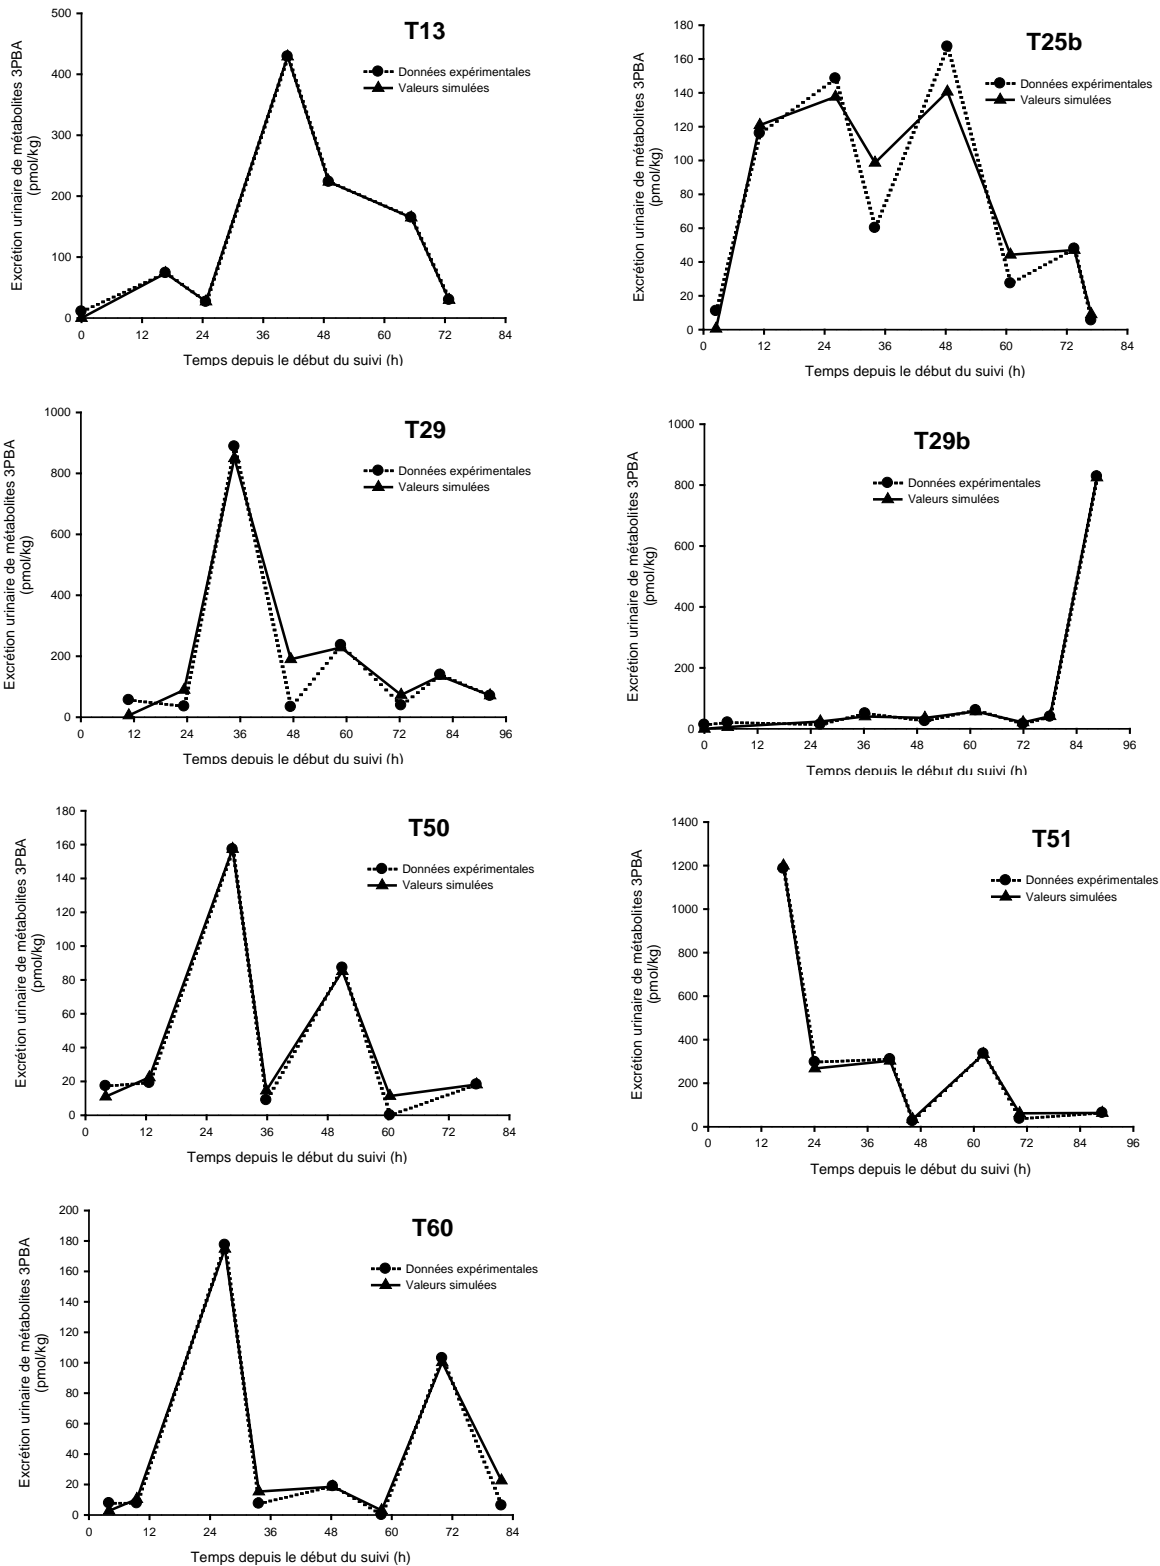 T13
Données expérimentales
Valeurs simulées
Excrétion urinaire de métabolites 3PBA
(pmol/kg)
500
400
300
200
100
0
0 12 24 36 48 60 72 84
Temps depuis le début du suivi (h)
T25b
Données expérimentales
Valeurs simulées
Excrétion urinaire de métabolites 3PBA
(pmol/kg)
180
160
140
120
100
80
60
40
20
0
0 12 24 36 48 60 72 84
Temps depuis le début du suivi (h)
T29
Données expérimentales
Valeurs simulées
Excrétion urinaire de métabolites 3PBA
(pmol/kg)
1000
800
600
400
200
0
0 12 24 36 48 60 72 84 96
Temps depuis le début du suivi (h)
T29b
Données expérimentales
Valeurs simulées
Excrétion urinaire de métabolites 3PBA
(pmol/kg)
1000
800
600
400
200
0
0 12 24 36 48 60 72 84 96
Temps depuis le début du suivi (h)
T50
Données expérimentales
Valeurs simulées
Excrétion urinaire de métabolites 3PBA
(pmol/kg)
180
160
140
120
100
80
60
40
20
0
0 12 24 36 48 60 72 84
Temps depuis le début du suivi (h)
T51
Données expérimentales
Valeurs simulées
Excrétion urinaire de métabolites 3PBA
(pmol/kg)
1400
1200
1000
800
600
400
200
0
0 12 24 36 48 60 72 84 96
Temps depuis le début du suivi (h)
T60
Données expérimentales
Valeurs simulées
Excrétion urinaire de métabolites 3PBA
(pmol/kg)
200
180
160
140
120
100
80
60
40
20
0
0 12 24 36 48 60 72 84
Temps depuis le début du suivi (h)